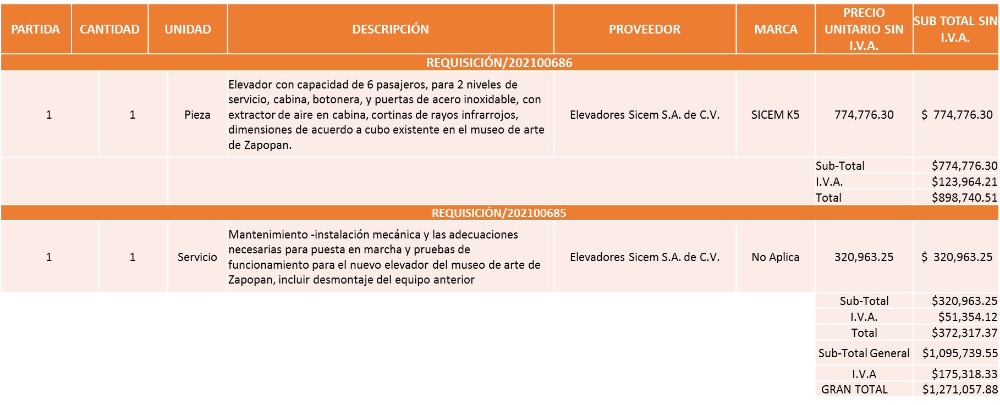 PARTIDA CANTIDAD UNIDAD DESCRIPCIÓN PROVEEDOR MARCA PRECIO UNITARIO SIN I.V.A. SUB TOTAL SIN I.V.A.
REQUISICIÓN/202100686
Elevador con capacidad de 6 pasajeros, para 2 niveles de
servicio, cabina, botonera, y puertas de acero inoxidable, con
1 1 Pieza extractor de aire en cabina, cortinas de rayos infrarrojos, Elevadores Sicem S.A. de C.V. SICEM K5 774,776.30 $ 774,776.30
dimensiones de acuerdo a cubo existente en el museo de arte
de Zapopan.
Sub-Total $774,776.30
I.V.A. $123,964.21
Total $898,740.51
REQUISICIÓN/202100685
Mantenimiento -instalación mecánica y las adecuaciones
necesarias para puesta en marcha y pruebas de
1 1 Servicio funcionamiento para el nuevo elevador del museo de arte de Elevadores Sicem S.A. de C.V. No Aplica 320,963.25 $ 320,963.25
Zapopan, incluir desmontaje del equipo anterior
Sub-Total $320,963.25
I.V.A. $51,354.12
Total $372,317.37
Sub-Total General $1,095,739.55
I.V.A $175,318.33
GRAN TOTAL $1,271,057.88